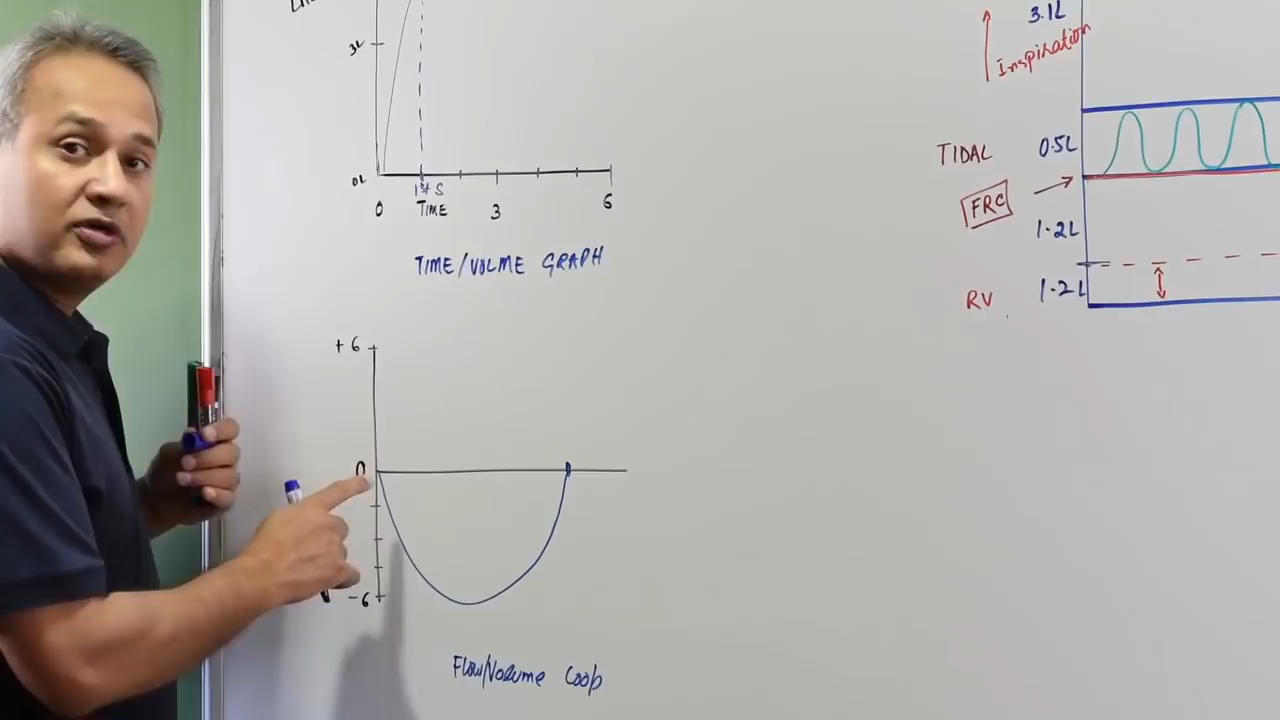 3L
0L
1st S
0 TIME 3 6
TIME/VOLME GRAPH
+6
0
-6
Flow/Volume Loop
3.1L
Inspiration
TIDAL 0.5L
FRC
1.2L
RV 1.2L